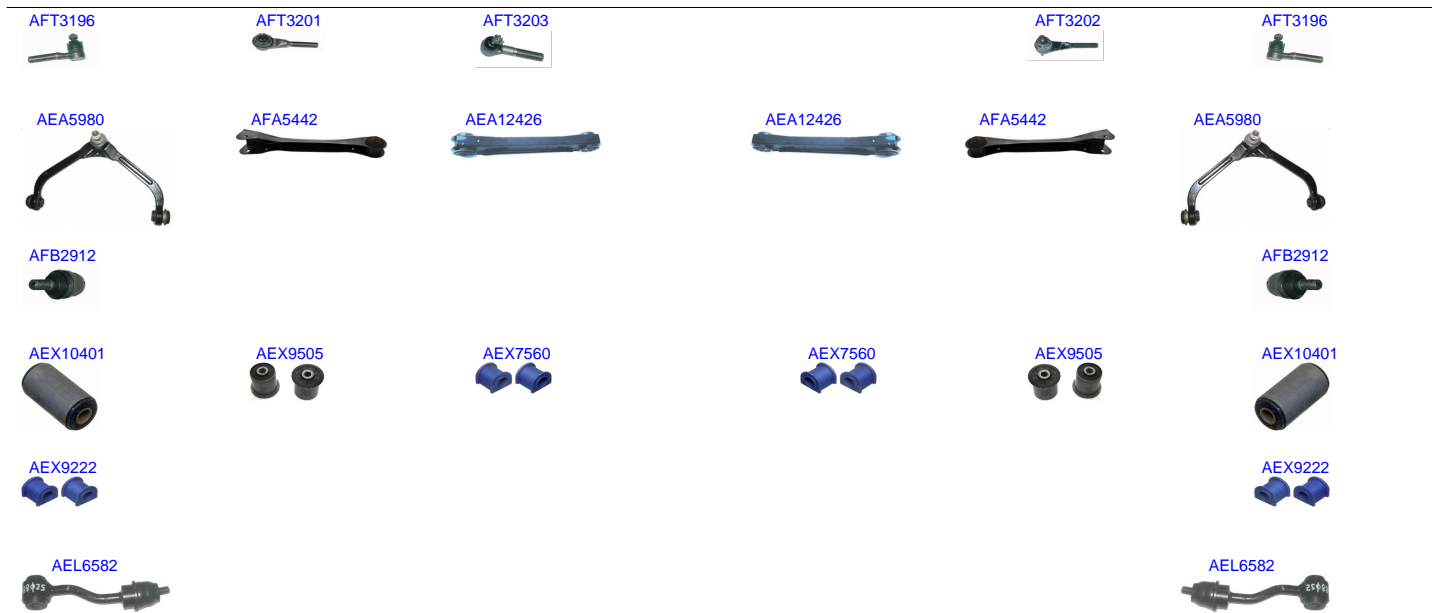 AFT3196 AFT3201 AFT3203 AFT3202 AFT3196
AEA5980 AFA5442 AEA12426 AEA12426 AFA5442 AEA5980
AFB2912 AFB2912
AEX10401 AEX9505 AEX7560 AEX7560 AEX9505 AEX10401
AEX9222 AEX9222
AEL6582 AEL6582